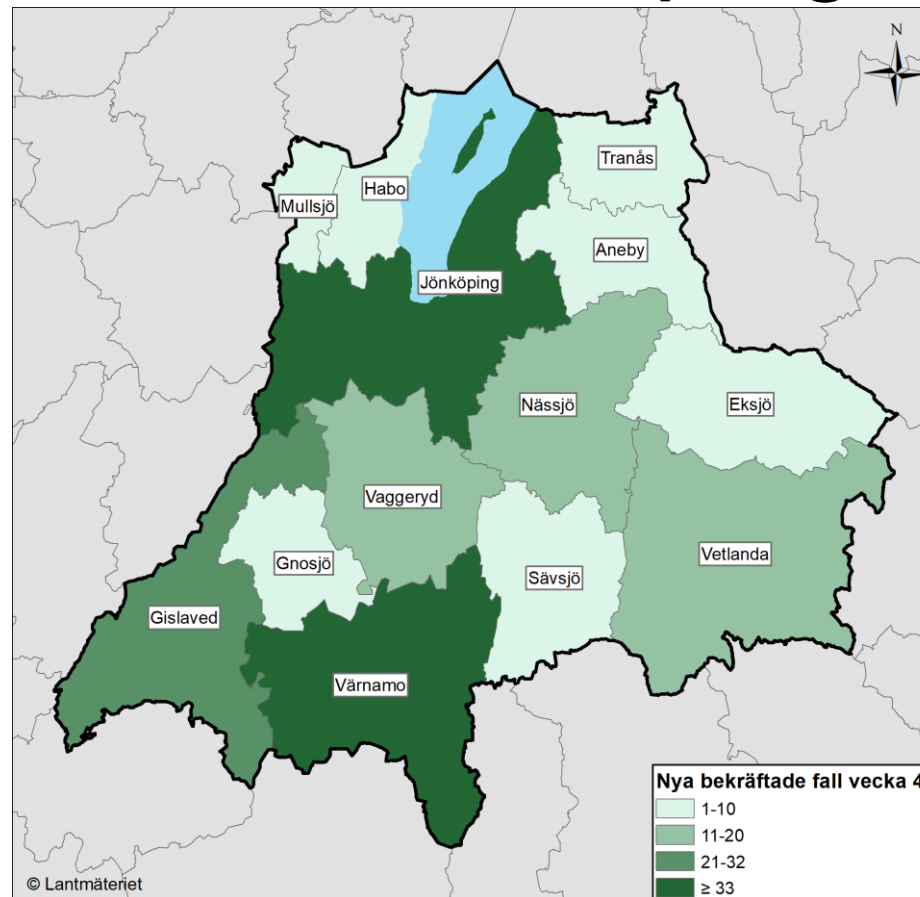 N
Tranås
Habo
Mullsjö
Aneby
Jönköping
Nässjö
Eksjö
Vaggeryd
Vetlanda
Gnosjö
Sävsjö
Gislaved
Värnamo
Nya bekräftade fall vecka 4
1-10
11-20
21-32
≥ 33
© Lantmäteriet